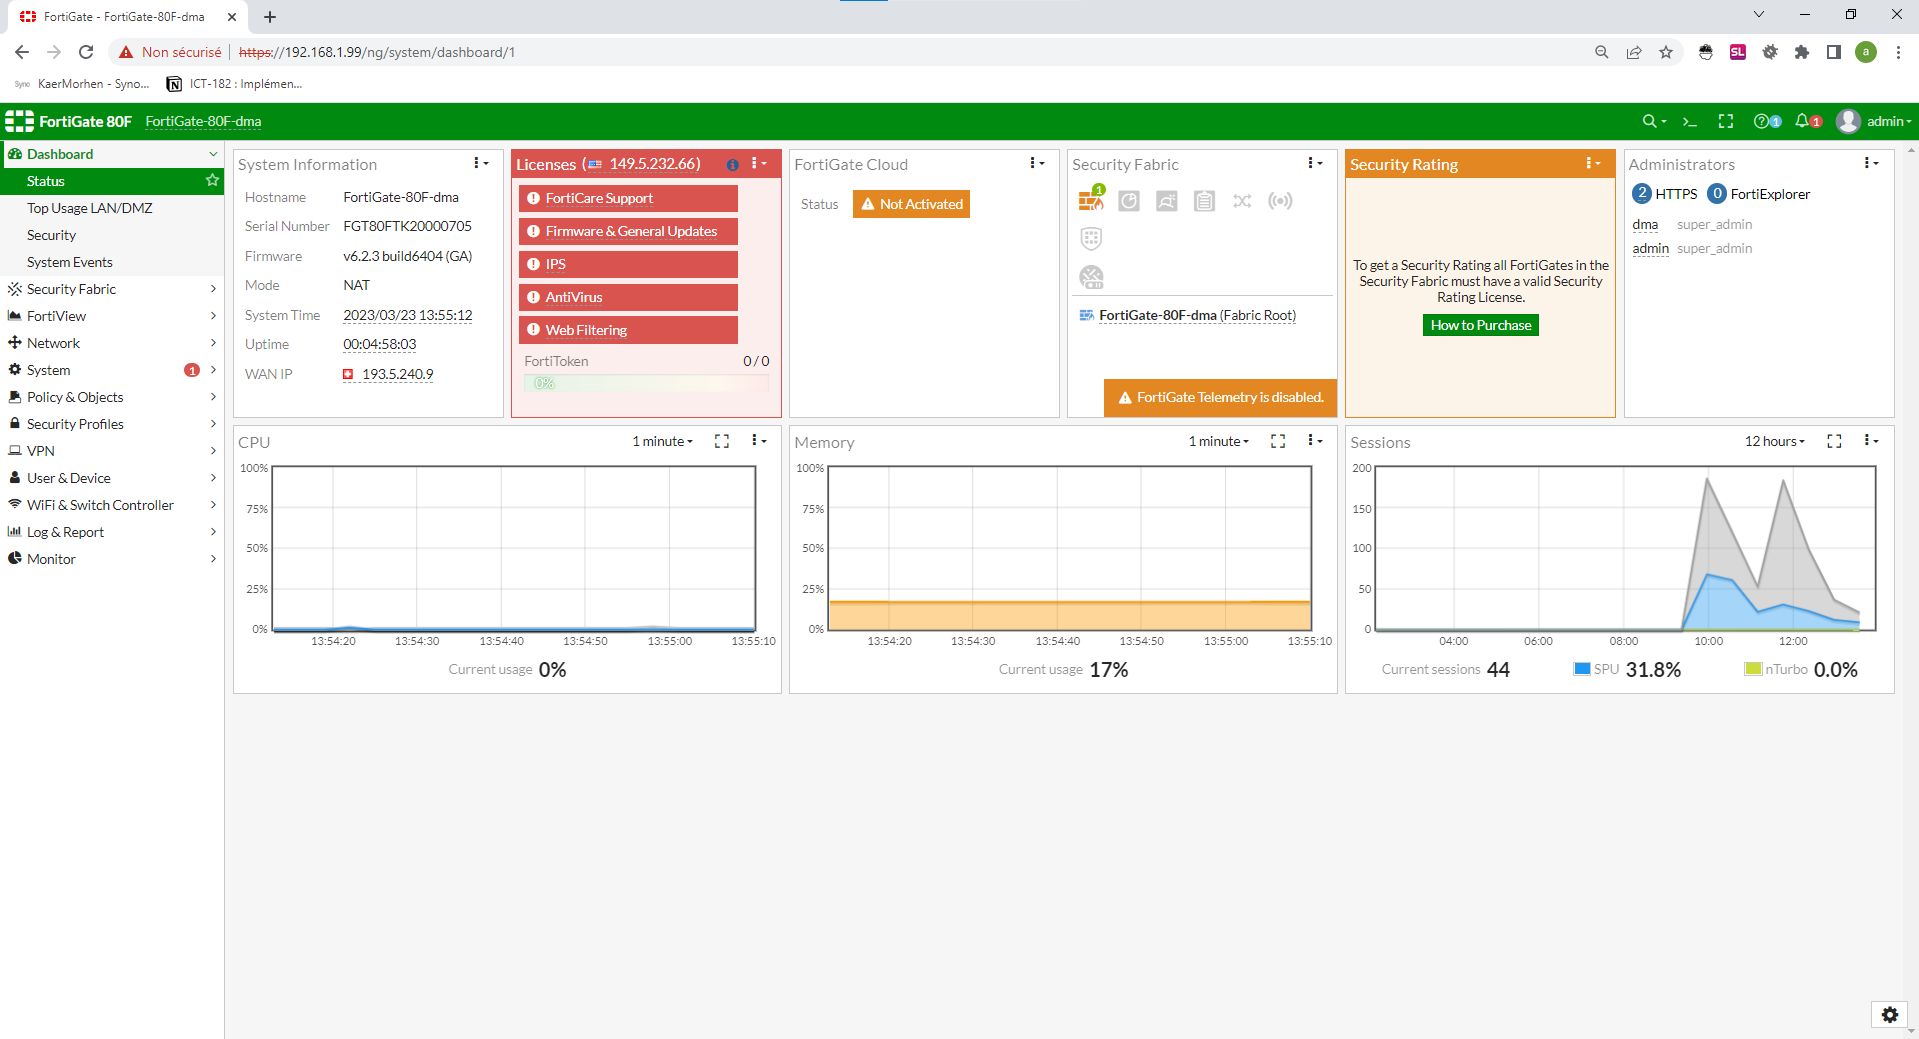 FortiGate - FortiGate-80F-dma
Non sécurisé https://192.168.1.99/ng/system/dashboard/1
SL
a
Sync KaerMorhen - Syno...
ICT-182 : Implémen...
FortiGate 80F FortiGate-80F-dma
1
1
admin
Dashboard
Status
Top Usage LAN/DMZ
Security
System Events
Security Fabric
FortiView
Network
System 1
Policy & Objects
Security Profiles
VPN
User & Device
WiFi & Switch Controller
Log & Report
Monitor
System Information
Hostname FortiGate-80F-dma
Serial Number FGT80FTK20000705
Firmware v6.2.3 build6404 (GA)
Mode NAT
System Time 2023/03/23 13:55:12
Uptime 00:04:58:03
WAN IP 193.5.240.9
Licenses (149.5.232.66)
FortiCare Support
Firmware & General Updates
IPS
AntiVirus
Web Filtering
FortiToken 0 / 0
0%
FortiGate Cloud
Status Not Activated
Security Fabric
1
FortiGate-80F-dma (Fabric Root)
FortiGate Telemetry is disabled.
Security Rating
To get a Security Rating all FortiGates in the
Security Fabric must have a valid Security
Rating License.
How to Purchase
Administrators
2 HTTPS 0 FortiExplorer
dma super_admin
admin super_admin
CPU 1 minute
100%
75%
50%
25%
0%
13:54:20 13:54:30 13:54:40 13:54:50 13:55:00 13:55:10
Current usage 0%
Memory 1 minute
100%
75%
50%
25%
0%
13:54:20 13:54:30 13:54:40 13:54:50 13:55:00 13:55:10
Current usage 17%
Sessions 12 hours
200
150
100
50
0
04:00 06:00 08:00 10:00 12:00
Current sessions 44 SPU 31.8% nTurbo 0.0%